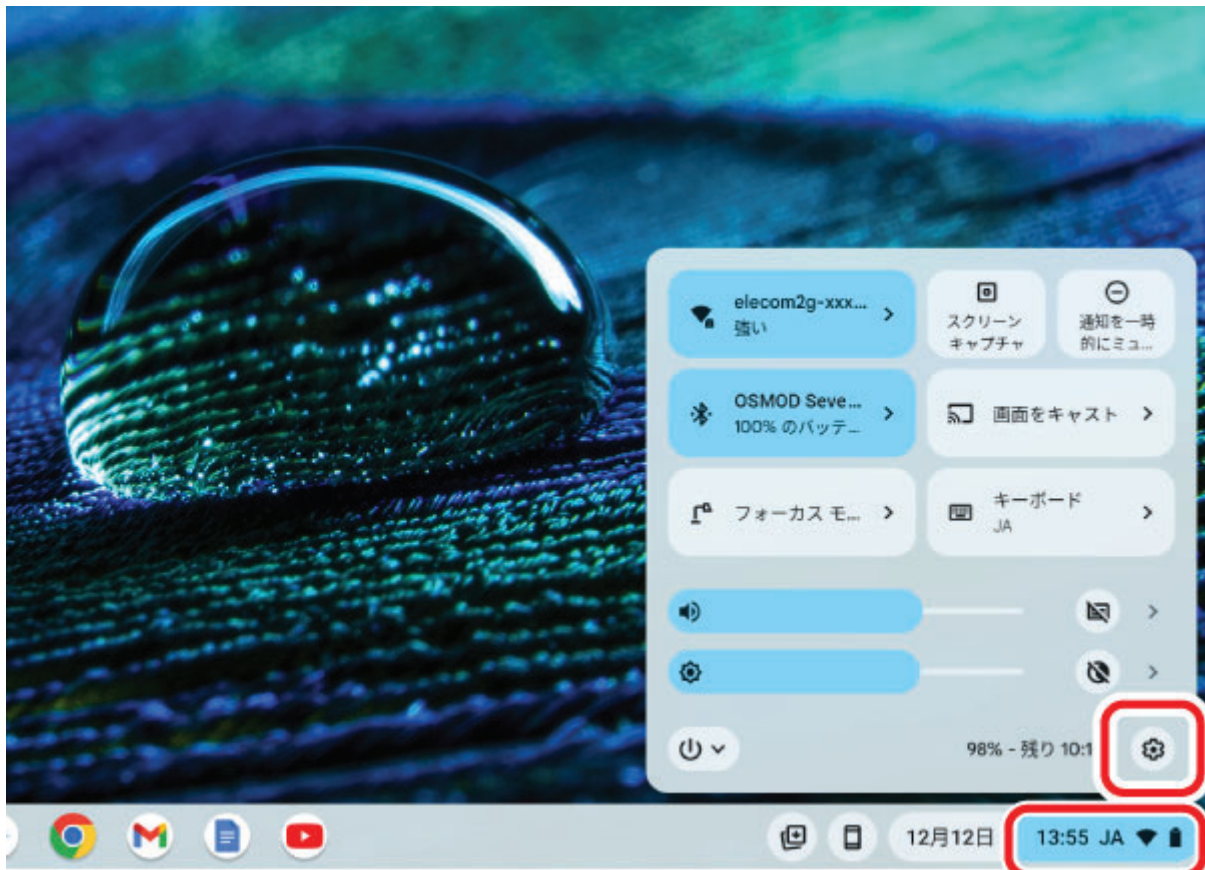 elecom2g-xxx...
強い
スクリーン
キャプチャ
通知を一時
的にミュ...
OSMOD Seve...
100% のバッテ...
画面をキャスト
フォーカス モ...
キーボード
JA
98% - 残り 10:1
12月12日
13:55 JA